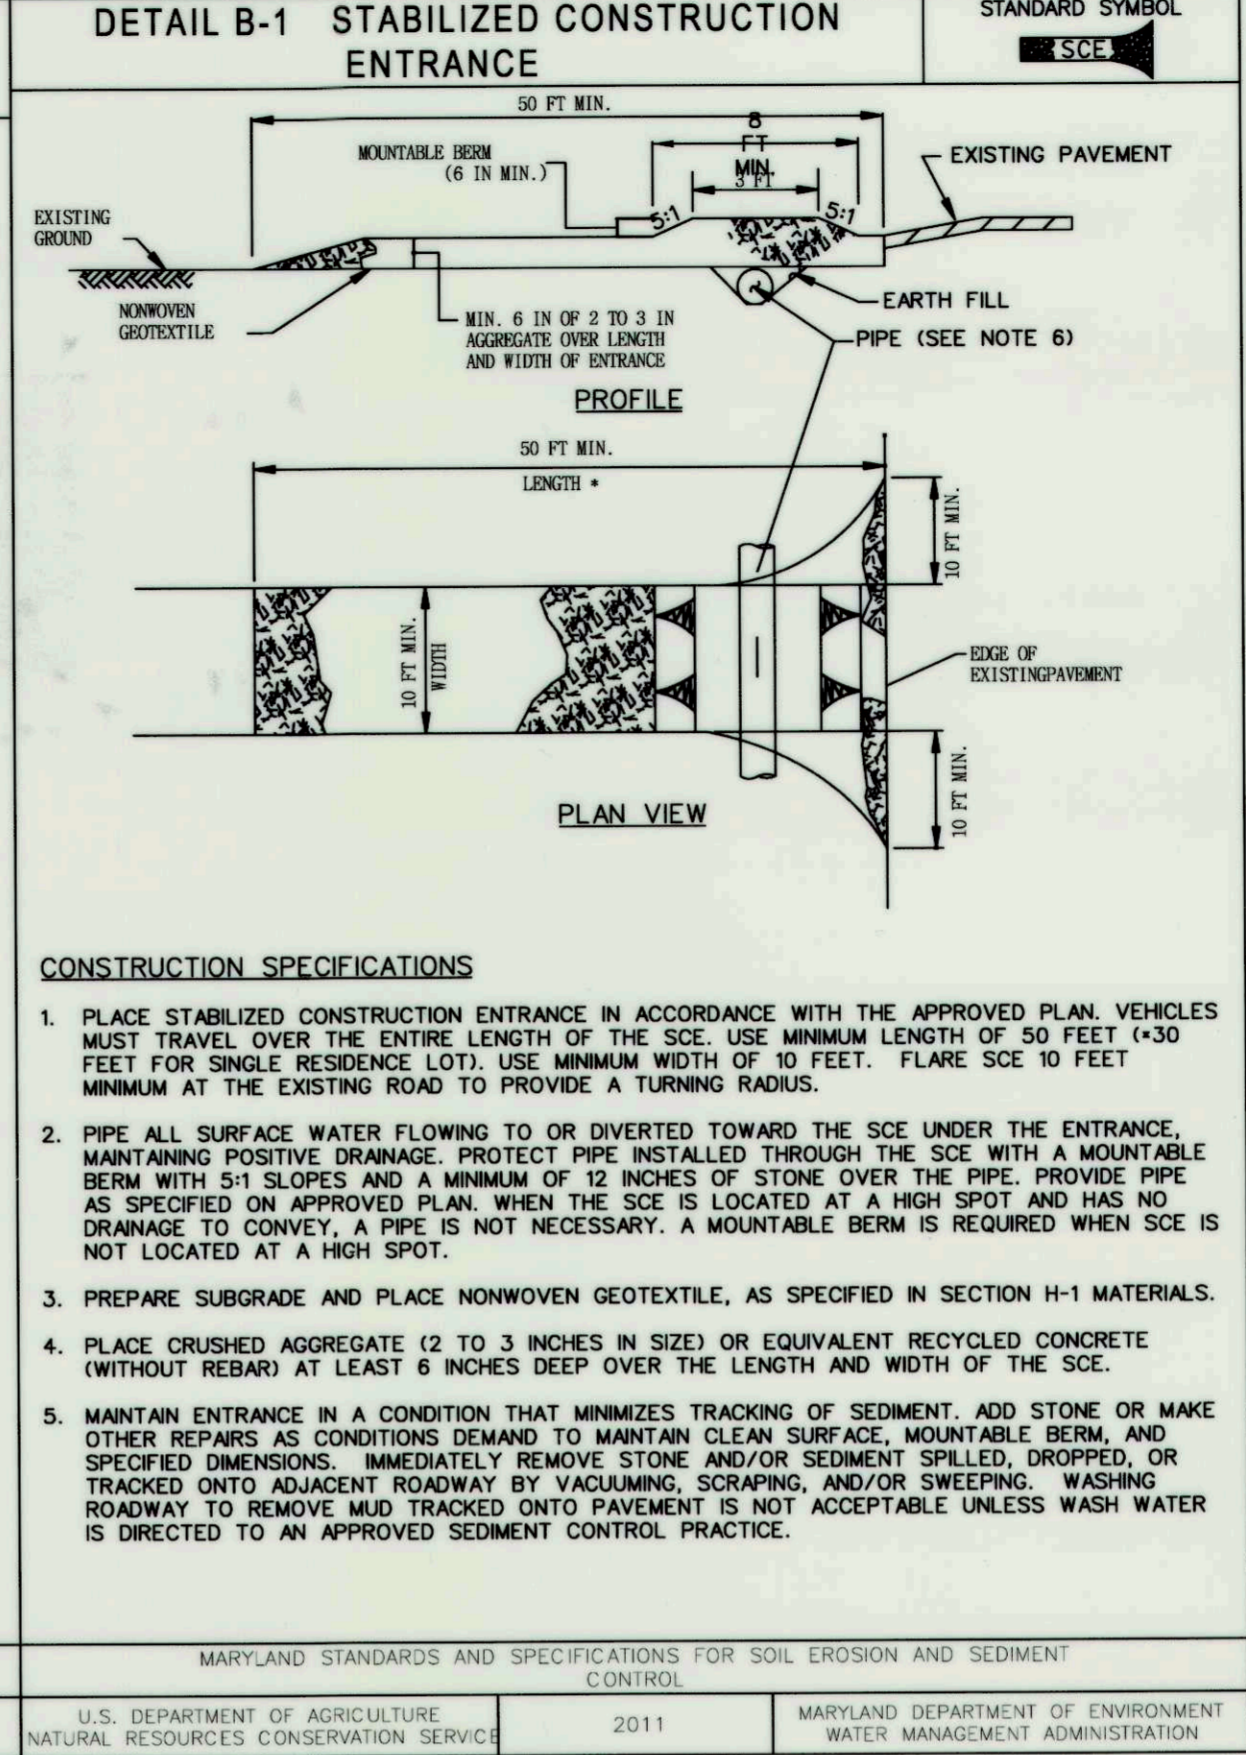 DETAIL B-1 STABILIZED CONSTRUCTION
ENTRANCE
STANDARD SYMBOL
SCE
50 FT MIN.
8
FT
MIN.
3 FT
MOUNTABLE BERM
(6 IN MIN.)
EXISTING PAVEMENT
5:1
5:1
EXISTING
GROUND
NONWOVEN
GEOTEXTILE
MIN. 6 IN OF 2 TO 3 IN
AGGREGATE OVER LENGTH
AND WIDTH OF ENTRANCE
EARTH FILL
PIPE (SEE NOTE 6)
PROFILE
50 FT MIN.
LENGTH *
10 FT MIN.
10 FT MIN.
WIDTH
EDGE OF
EXISTINGPAVEMENT
10 FT MIN.
PLAN VIEW
CONSTRUCTION SPECIFICATIONS
1. PLACE STABILIZED CONSTRUCTION ENTRANCE IN ACCORDANCE WITH THE APPROVED PLAN. VEHICLES
MUST TRAVEL OVER THE ENTIRE LENGTH OF THE SCE. USE MINIMUM LENGTH OF 50 FEET (*30
FEET FOR SINGLE RESIDENCE LOT). USE MINIMUM WIDTH OF 10 FEET. FLARE SCE 10 FEET
MINIMUM AT THE EXISTING ROAD TO PROVIDE A TURNING RADIUS.
2. PIPE ALL SURFACE WATER FLOWING TO OR DIVERTED TOWARD THE SCE UNDER THE ENTRANCE,
MAINTAINING POSITIVE DRAINAGE. PROTECT PIPE INSTALLED THROUGH THE SCE WITH A MOUNTABLE
BERM WITH 5:1 SLOPES AND A MINIMUM OF 12 INCHES OF STONE OVER THE PIPE. PROVIDE PIPE
AS SPECIFIED ON APPROVED PLAN. WHEN THE SCE IS LOCATED AT A HIGH SPOT AND HAS NO
DRAINAGE TO CONVEY, A PIPE IS NOT NECESSARY. A MOUNTABLE BERM IS REQUIRED WHEN SCE IS
NOT LOCATED AT A HIGH SPOT.
3. PREPARE SUBGRADE AND PLACE NONWOVEN GEOTEXTILE, AS SPECIFIED IN SECTION H-1 MATERIALS.
4. PLACE CRUSHED AGGREGATE (2 TO 3 INCHES IN SIZE) OR EQUIVALENT RECYCLED CONCRETE
(WITHOUT REBAR) AT LEAST 6 INCHES DEEP OVER THE LENGTH AND WIDTH OF THE SCE.
5. MAINTAIN ENTRANCE IN A CONDITION THAT MINIMIZES TRACKING OF SEDIMENT. ADD STONE OR MAKE
OTHER REPAIRS AS CONDITIONS DEMAND TO MAINTAIN CLEAN SURFACE, MOUNTABLE BERM, AND
SPECIFIED DIMENSIONS. IMMEDIATELY REMOVE STONE AND/OR SEDIMENT SPILLED, DROPPED, OR
TRACKED ONTO ADJACENT ROADWAY BY VACUUMING, SCRAPING, AND/OR SWEEPING. WASHING
ROADWAY TO REMOVE MUD TRACKED ONTO PAVEMENT IS NOT ACCEPTABLE UNLESS WASH WATER
IS DIRECTED TO AN APPROVED SEDIMENT CONTROL PRACTICE.
MARYLAND STANDARDS AND SPECIFICATIONS FOR SOIL EROSION AND SEDIMENT
CONTROL
U.S. DEPARTMENT OF AGRICULTURE
NATURAL RESOURCES CONSERVATION SERVICE
2011
MARYLAND DEPARTMENT OF ENVIRONMENT
WATER MANAGEMENT ADMINISTRATION